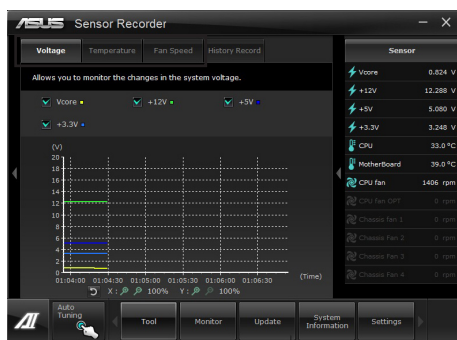 ASUS Sensor Recorder
Voltage Temperature Fan Speed History Record
Allows you to monitor the changes in the system voltage.
Vcore +12V +5V
+3.3V
(V)
20
18
16
14
12
10
8
6
4
2
0
01:04:00 01:04:30 01:05:00 01:05:30 01:06:00 01:06:30 (Time)
X: 100% Y: 100%
Sensor
Vcore 0.824 V
+12V 12.288 V
+5V 5.080 V
+3.3V 3.248 V
CPU 33.0 ºC
MotherBoard 39.0 ºC
CPU fan 1406 rpm
CPU Fan OPT 0 rpm
Chassis Fan 1 0 rpm
Chassis Fan 2 0 rpm
Chassis Fan 3 0 rpm
Chassis Fan 4 0 rpm
AI
Auto
Tuning
Tool Monitor Update System
Information Settings